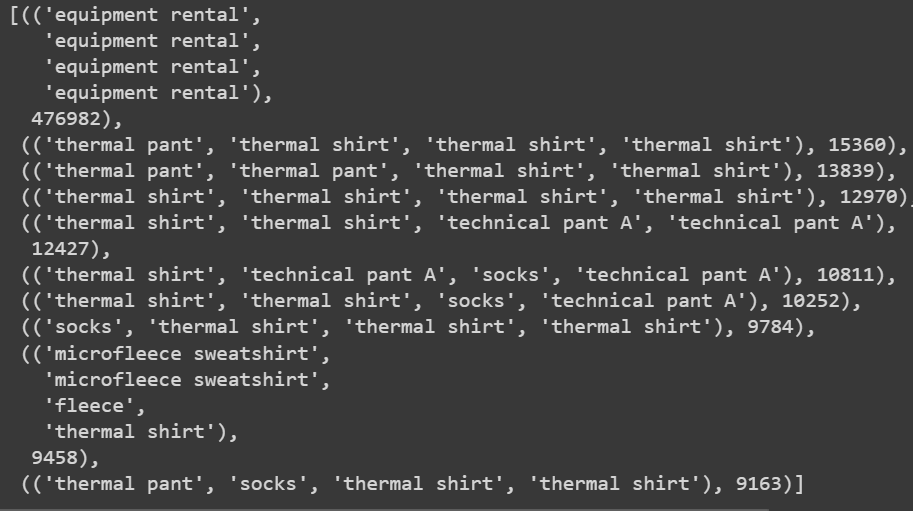 [(('equipment rental',
'equipment rental',
'equipment rental',
'equipment rental'),
476982),
(('thermal pant', 'thermal shirt', 'thermal shirt', 'thermal shirt'), 15360),
(('thermal pant', 'thermal pant', 'thermal shirt', 'thermal shirt'), 13839),
(('thermal shirt', 'thermal shirt', 'thermal shirt', 'thermal shirt'), 12970),
(('thermal shirt', 'thermal shirt', 'technical pant A', 'technical pant A'),
12427),
(('thermal shirt', 'technical pant A', 'socks', 'technical pant A'), 10811),
(('thermal shirt', 'thermal shirt', 'socks', 'technical pant A'), 10252),
(('socks', 'thermal shirt', 'thermal shirt', 'thermal shirt'), 9784),
(('microfleece sweatshirt',
'microfleece sweatshirt',
'fleece',
'thermal shirt'),
9458),
(('thermal pant', 'socks', 'thermal shirt', 'thermal shirt'), 9163)]